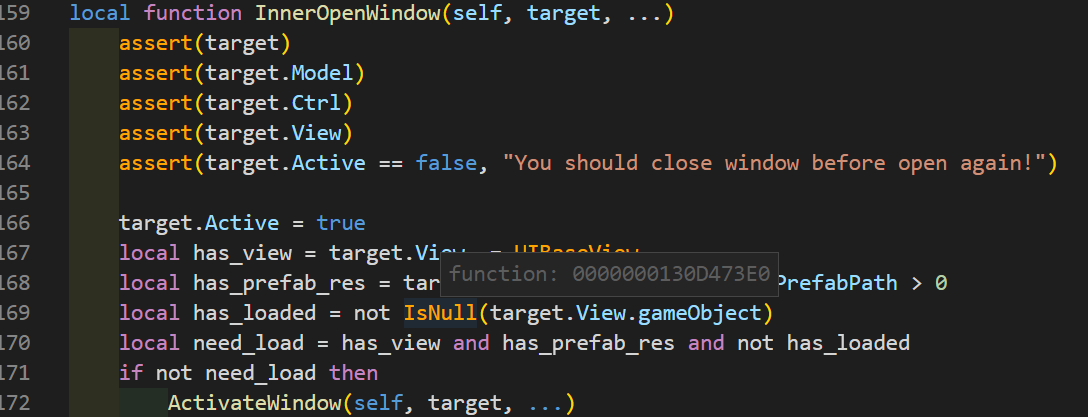 159 local function InnerOpenWindow(self, target, ...)
160 assert(target)
161 assert(target.Model)
162 assert(target.Ctrl)
163 assert(target.View)
164 assert(target.Active == false, "You should close window before open again!")
165
166 target.Active = true
167 local has_view = target.View = UIBaseView
function: 0000000130D473E0
168 local has_prefab_res = tar PrefabPath > 0
169 local has_loaded = not IsNull(target.View.gameObject)
170 local need_load = has_view and has_prefab_res and not has_loaded
171 if not need_load then
172 ActivateWindow(self, target, ...)